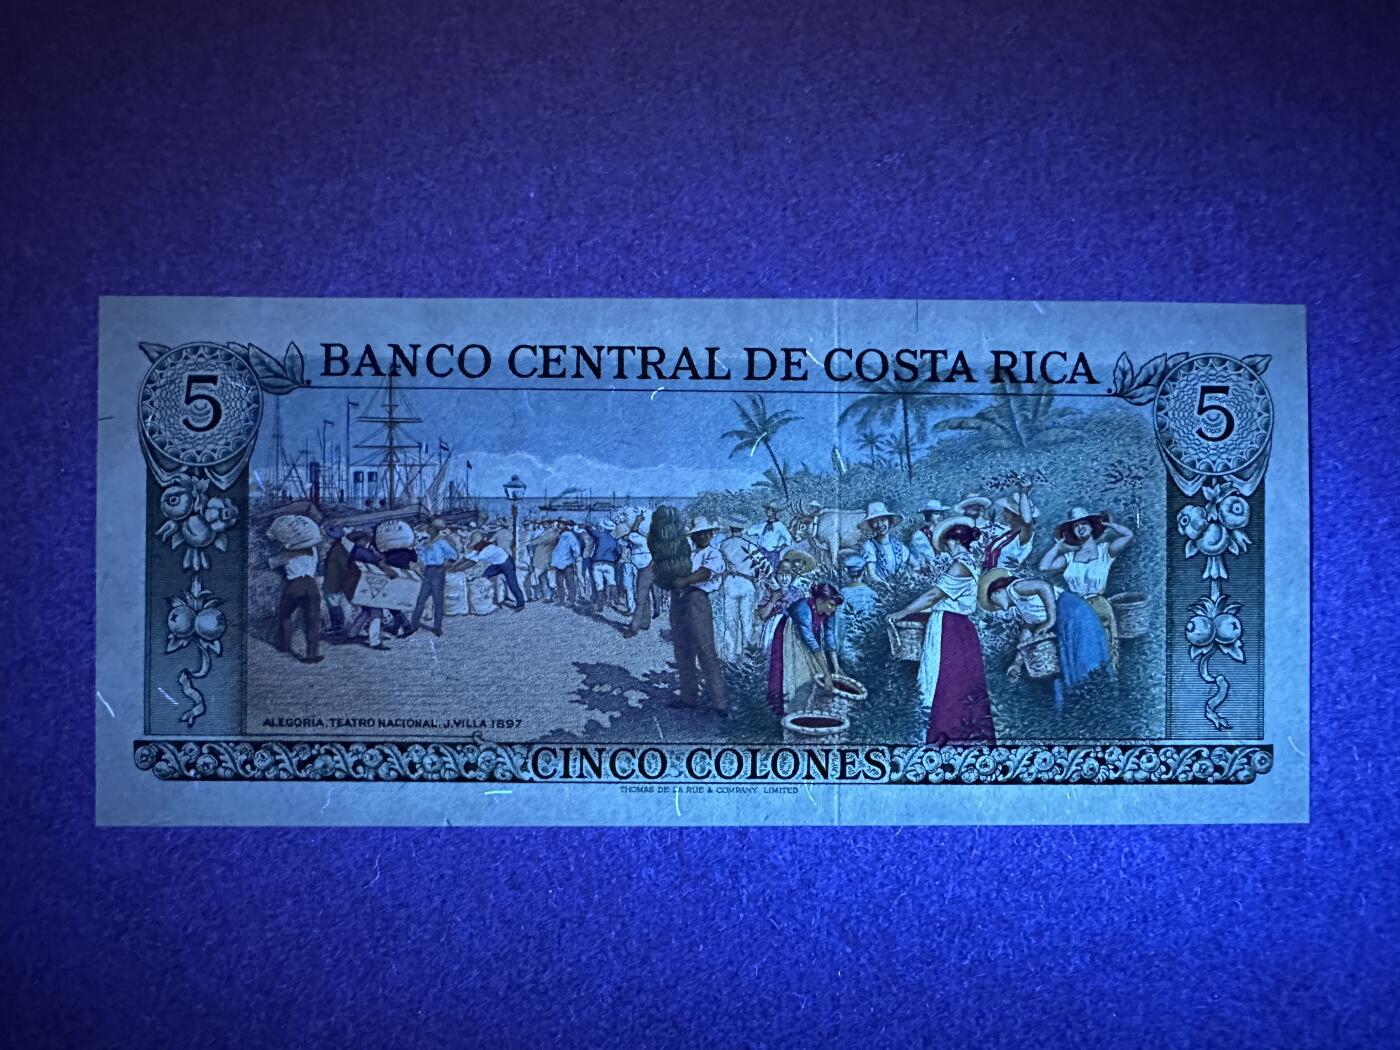 BANCO CENTRAL DE COSTA RICA
5
5
ALEGORÍA, TEATRO NACIONAL, J. VILLA 1897
CINCO COLONES
THOMAS DE LA RUE & COMPANY, LIMITED